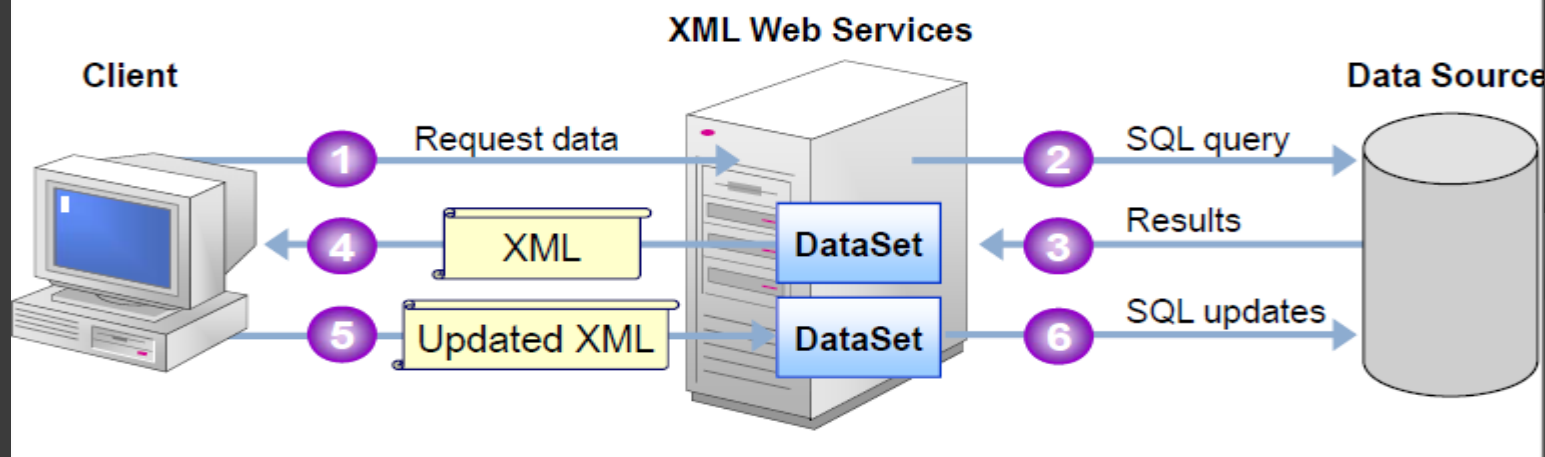 XML Web Services
Client
Data Source
1
Request data
2
SQL query
4
XML
DataSet
3
Results
5
Updated XML
DataSet
6
SQL updates